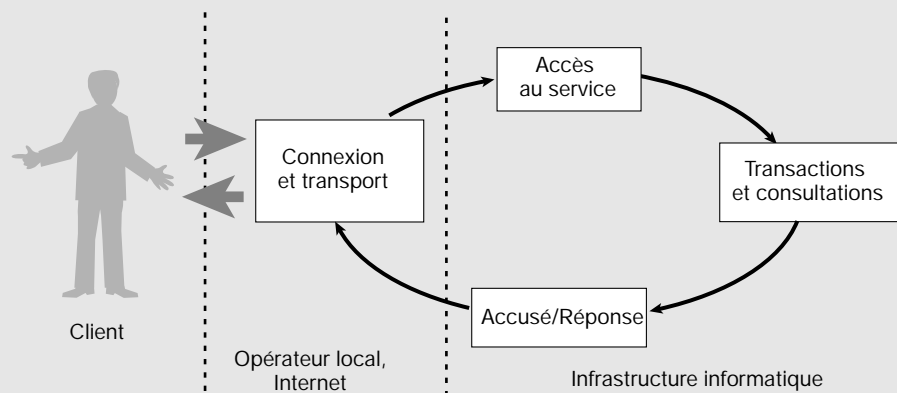 Accès
au service
Connexion
et transport
Transactions
et consultations
Accusé/Réponse
Client
Opérateur local,
Internet
Infrastructure informatique